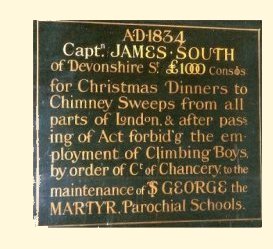 A·D·1834
Captⁿ. JAMES · SOUTH
of Devonshire Sᵗ. £1000 Consols
for Christmas Dinners to
Chimney Sweeps from all
parts of London, & after pass
ing of Act forbidᵍ the em-
ployment of Climbing Boys,
by order of Cᵗ of Chancery to the
maintenance of Sᵗ GEORGE the
MARTYR, Parochial Schools.